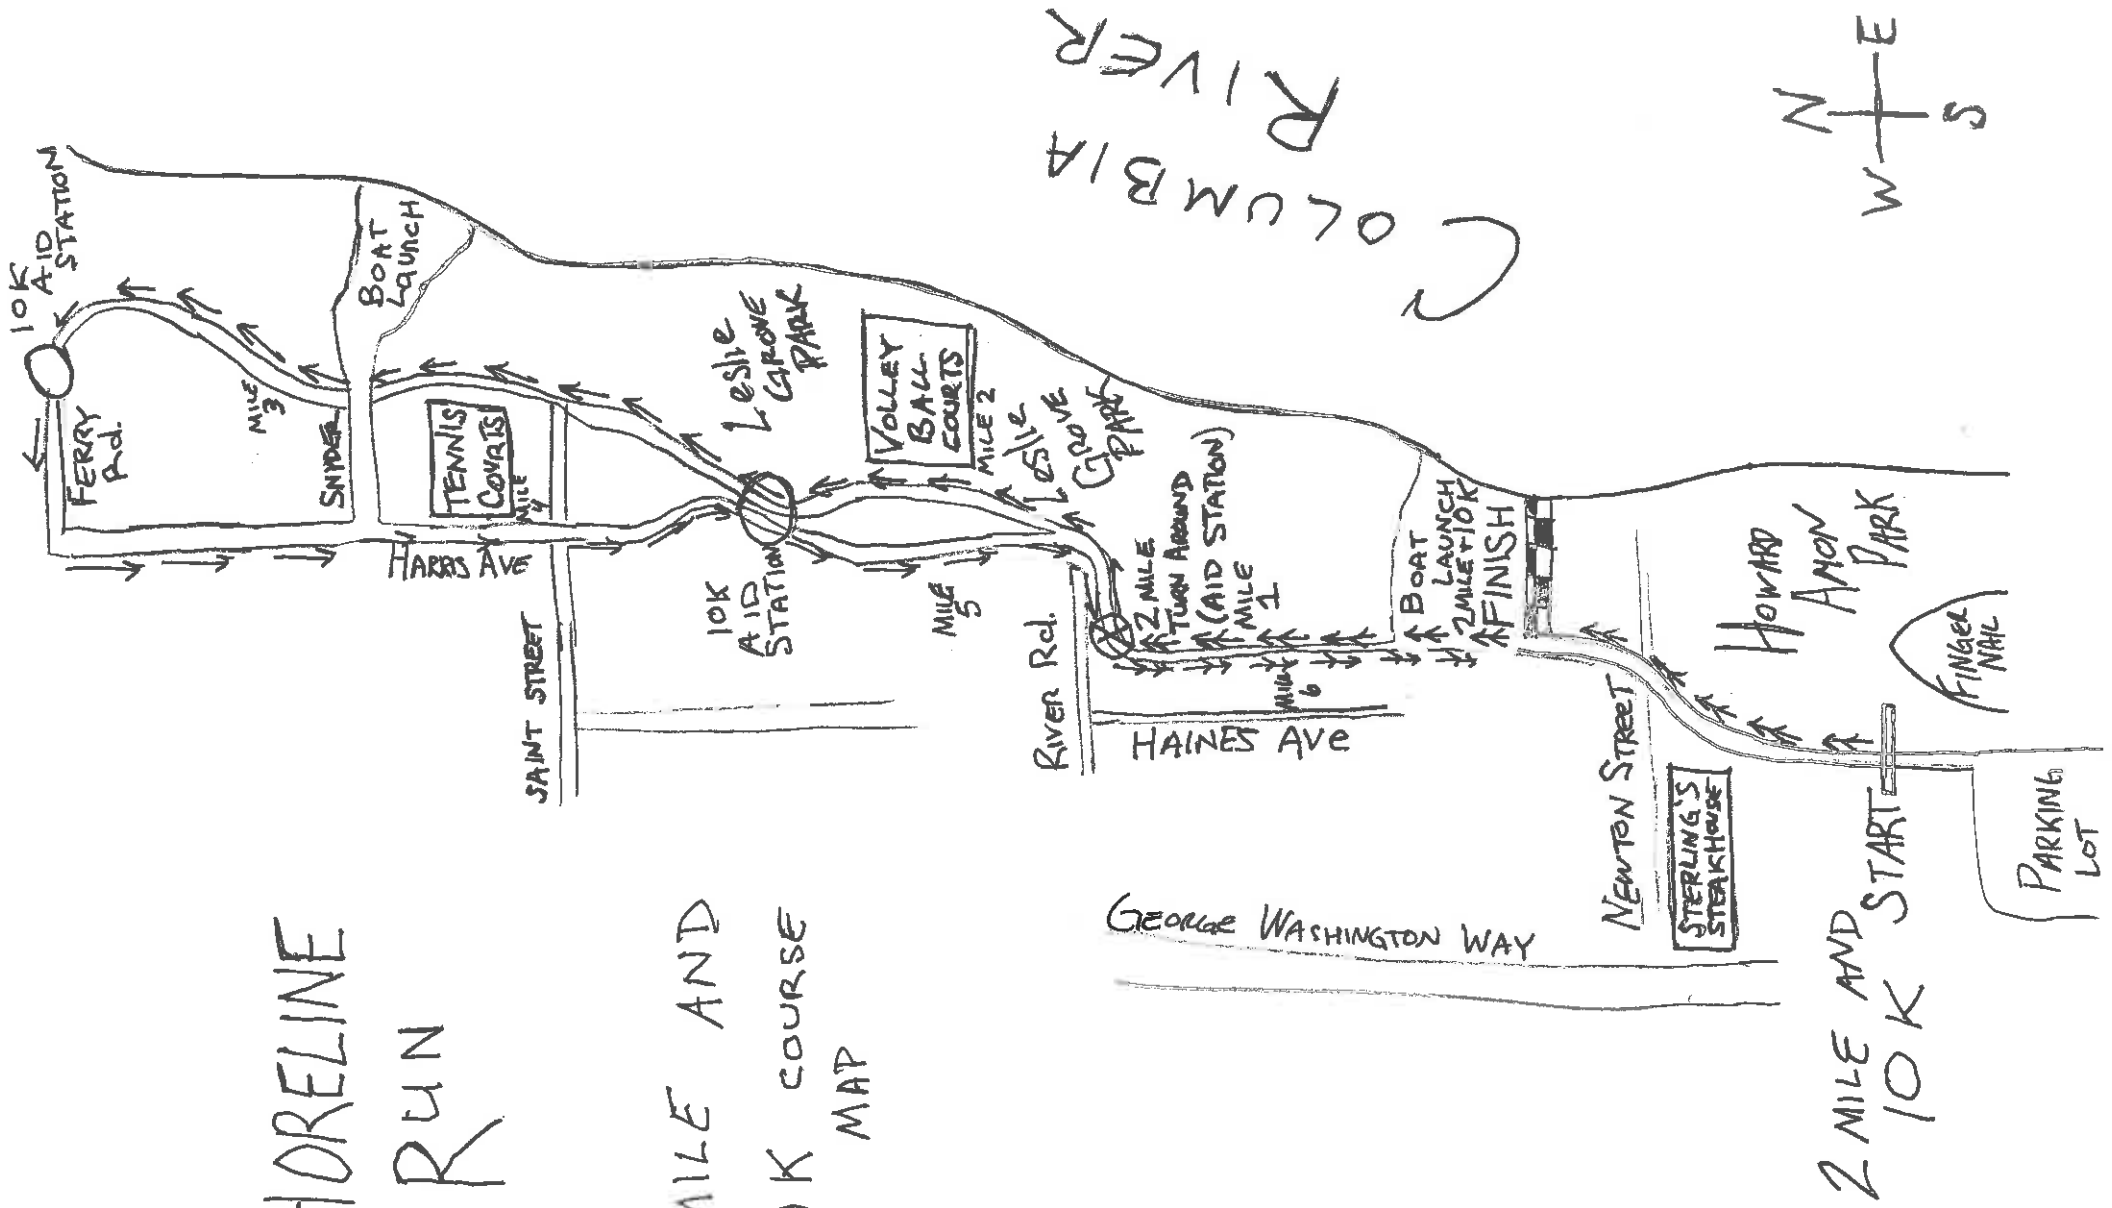 HORELINE
RUN
MILE AND
K COURSE
MAP
10K
AID
STATION
FERRY
Rd.
MILE
3
SNYDER
BOAT
LAUNCH
TENNIS
COURTS
MILE
4
HARRIS AVE
SAINT STREET
10K
AID
STATION
LESLIE
GROVE
PARK
VOLLEY
BALL
COURTS
MILE 2
MILE
5
LESLIE
GROVE
PARK
RIVER Rd.
2 MILE
TURN AROUND
(AID STATION)
MILE
1
MILE
6
HAINES AVE
BOAT
LAUNCH
2 MILE + 10K
FINISH
COLUMBIA
RIVER
GEORGE WASHINGTON WAY
NEWTON STREET
STERLING'S
STEAKHOUSE
HOWARD
AMON
PARK
FINGER
NAIL
2 MILE AND
10K START
PARKING
LOT
N
W E
S